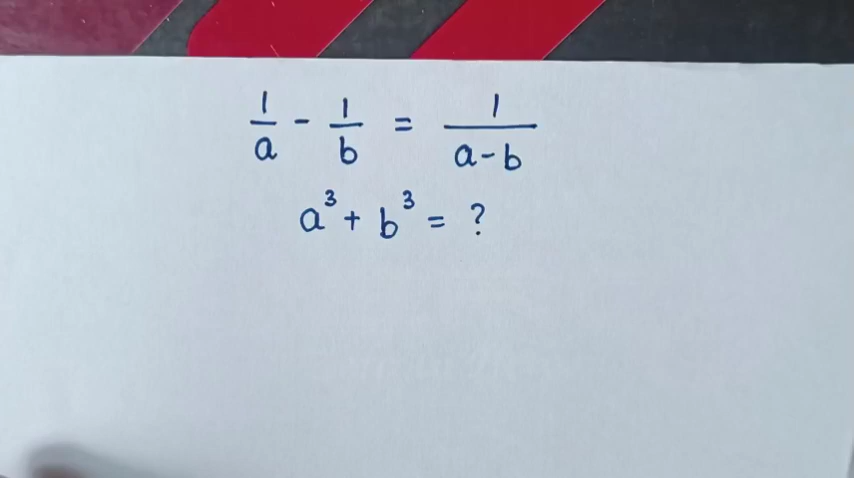 1/a - 1/b = 1/(a-b)
a³ + b³ = ?